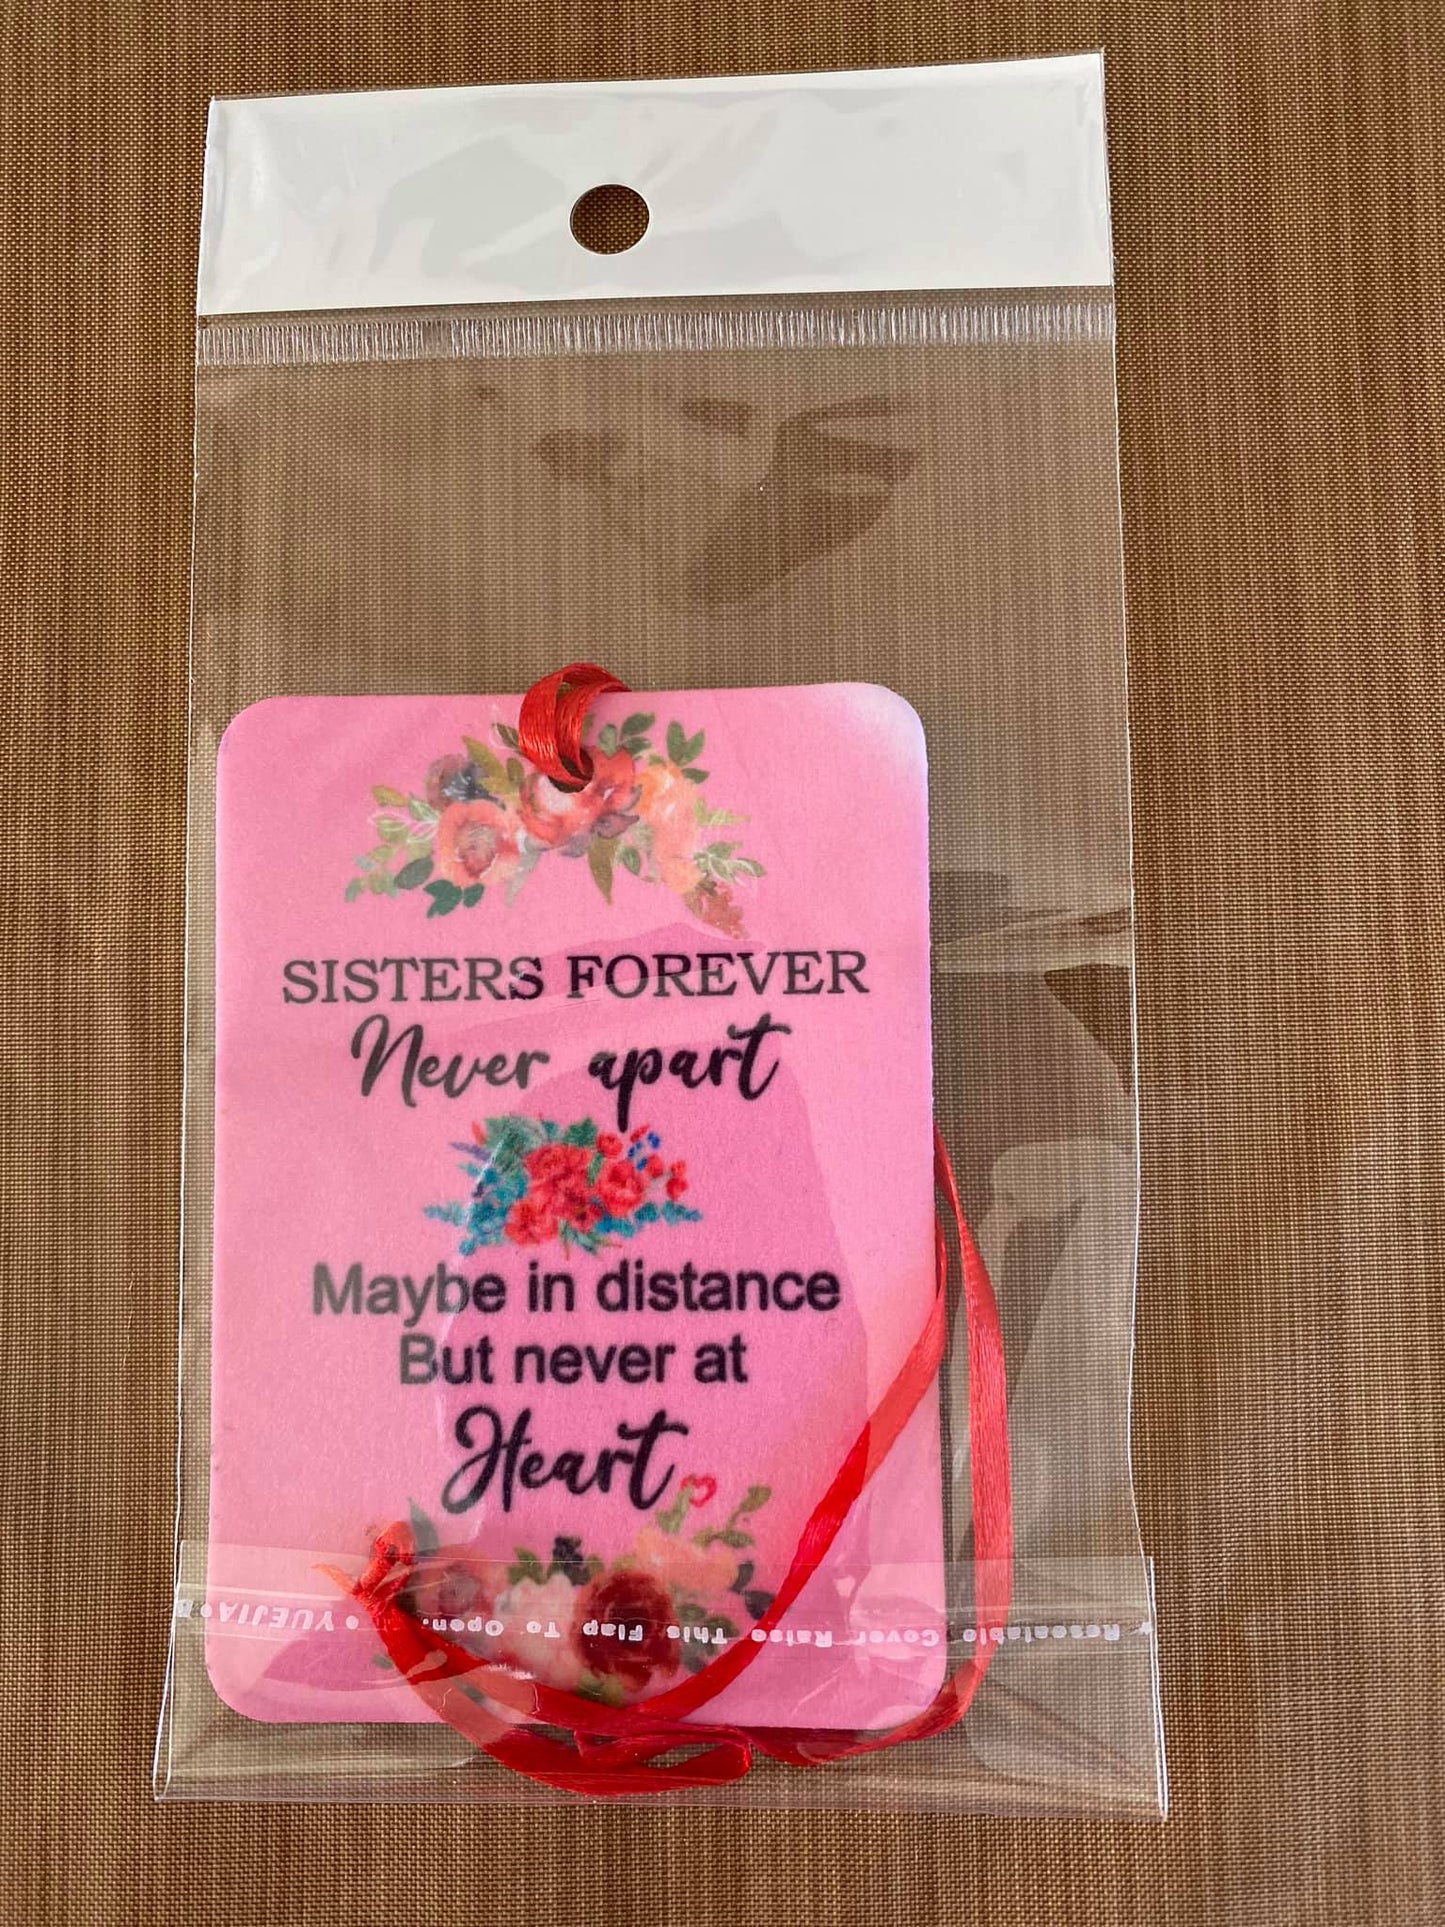 SISTERS FOREVER
Never apart
Maybe in distance
But never at
Heart
YUEJIA
Resealable Cover Raise This Flap To Open.